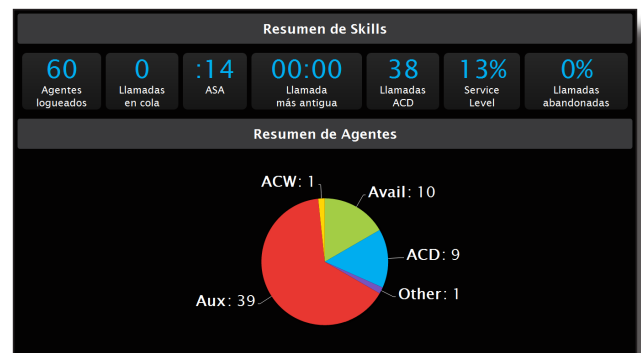 Resumen de Skills
60 0 :14 00:00 38 13% 0%
Agentes Llamadas ASA Llamada Llamadas Service Llamadas
logueados en cola más antigua ACD Level abandonadas
Resumen de Agentes
ACW: 1
Avail: 10
ACD: 9
Other: 1
Aux: 39